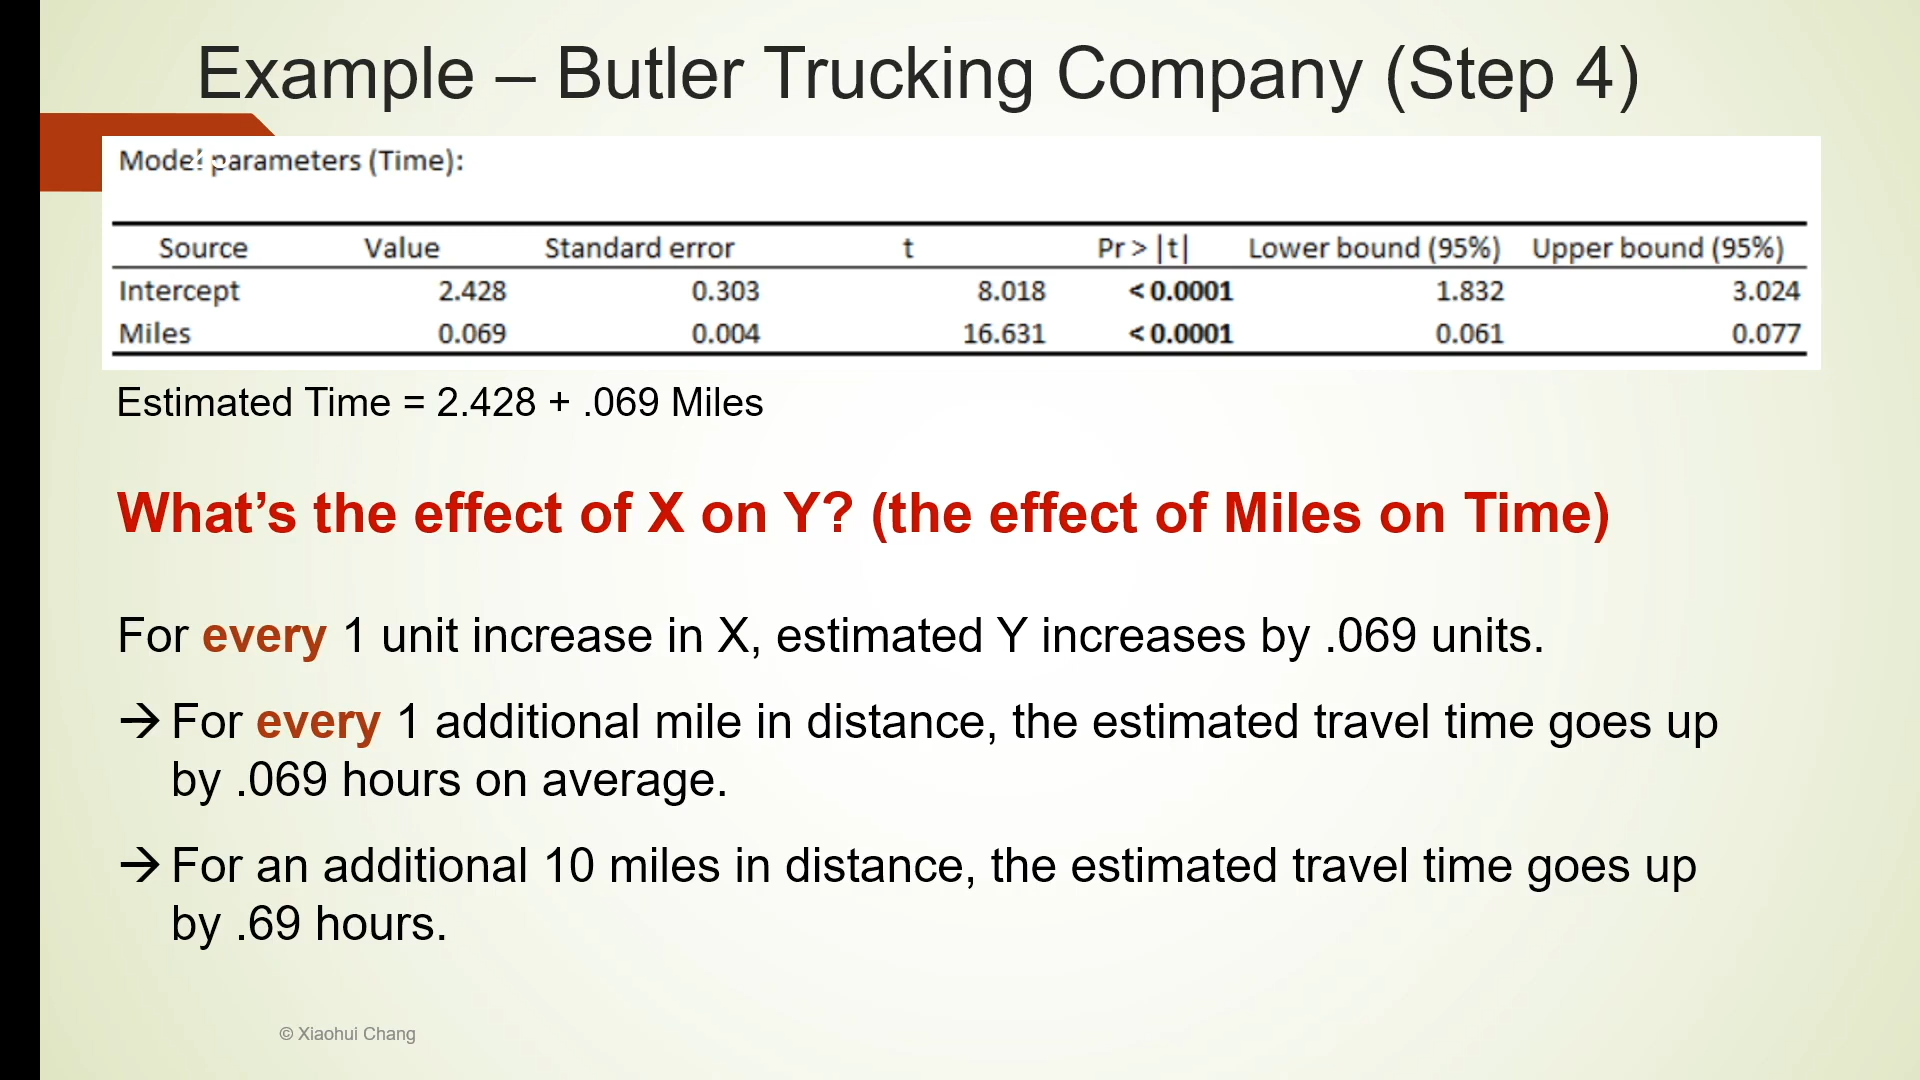 Example – Butler Trucking Company (Step 4)
Model parameters (Time):
Source Value Standard error t Pr > |t| Lower bound (95%) Upper bound (95%)
Intercept 2.428 0.303 8.018 < 0.0001 1.832 3.024
Miles 0.069 0.004 16.631 < 0.0001 0.061 0.077
Estimated Time = 2.428 + .069 Miles
What’s the effect of X on Y? (the effect of Miles on Time)
For every 1 unit increase in X, estimated Y increases by .069 units.
→ For every 1 additional mile in distance, the estimated travel time goes up
by .069 hours on average.
→ For an additional 10 miles in distance, the estimated travel time goes up
by .69 hours.
© Xiaohui Chang